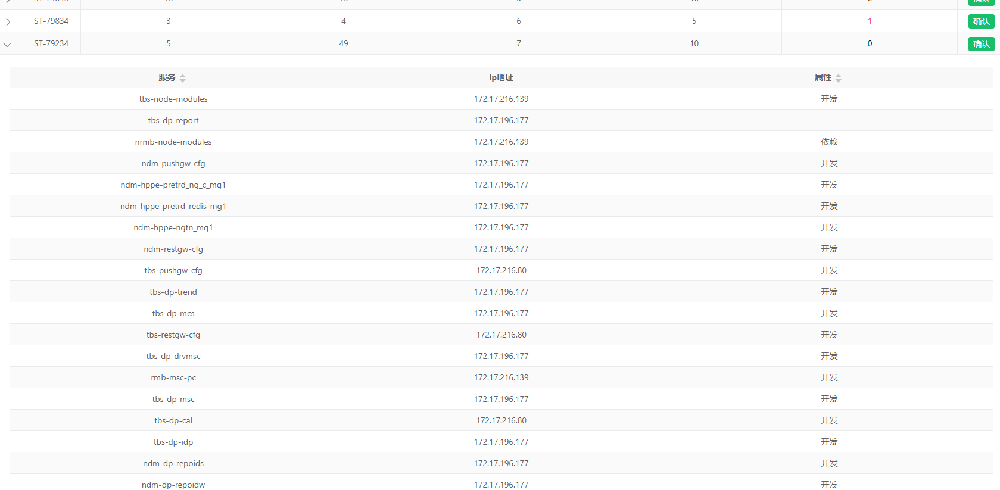 ST-79834 3 4 6 5 1 确认
ST-79234 5 49 7 10 0 确认
服务 ip地址 属性
tbs-node-modules 172.17.216.139 开发
tbs-dp-report 172.17.196.177
nrmb-node-modules 172.17.216.139 依赖
ndm-pushgw-cfg 172.17.196.177 开发
ndm-hppe-pretrd_ng_c_mg1 172.17.196.177 开发
ndm-hppe-pretrd_redis_mg1 172.17.196.177 开发
ndm-hppe-ngtn_mg1 172.17.196.177 开发
ndm-restgw-cfg 172.17.196.177 开发
tbs-pushgw-cfg 172.17.216.80 开发
tbs-dp-trend 172.17.196.177 开发
tbs-dp-mcs 172.17.196.177 开发
tbs-restgw-cfg 172.17.216.80 开发
tbs-dp-drvmsc 172.17.196.177 开发
rmb-msc-pc 172.17.216.139 开发
tbs-dp-msc 172.17.196.177 开发
tbs-dp-cal 172.17.216.80 开发
tbs-dp-idp 172.17.196.177 开发
ndm-dp-repoids 172.17.196.177 开发
ndm-dp-repoidw 172.17.196.177 开发